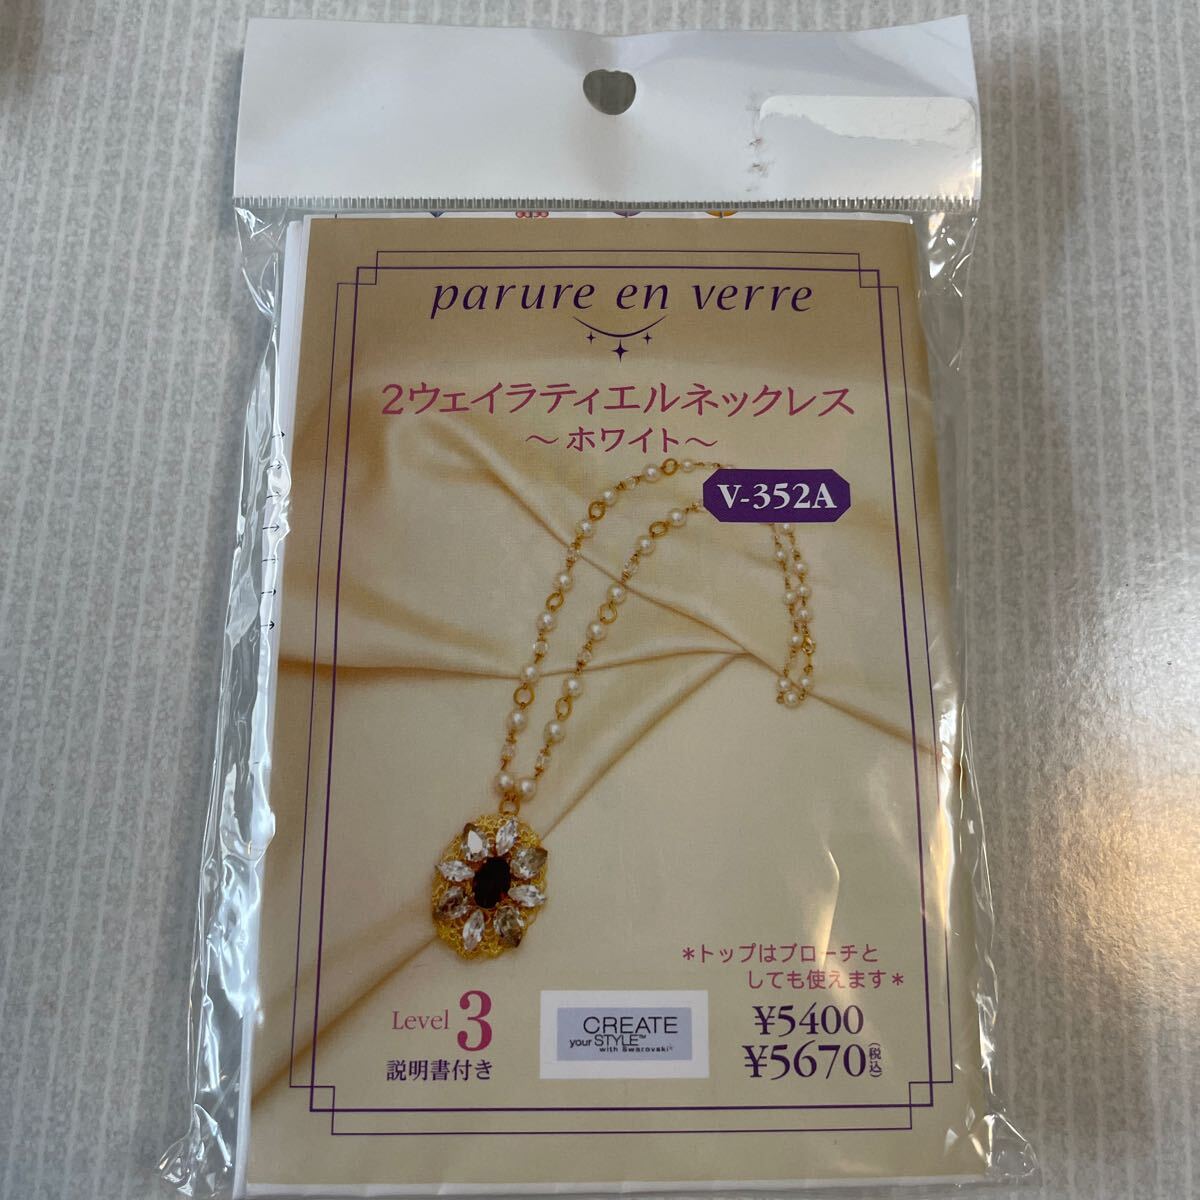 parure en verre
2ウェイラティエルネックレス
〜ホワイト〜
V-352A
*トップはブローチと
しても使えます*
Level 3
説明書付き
CREATE
your STYLE™
with Swarovski
¥5400
¥5670(税込)